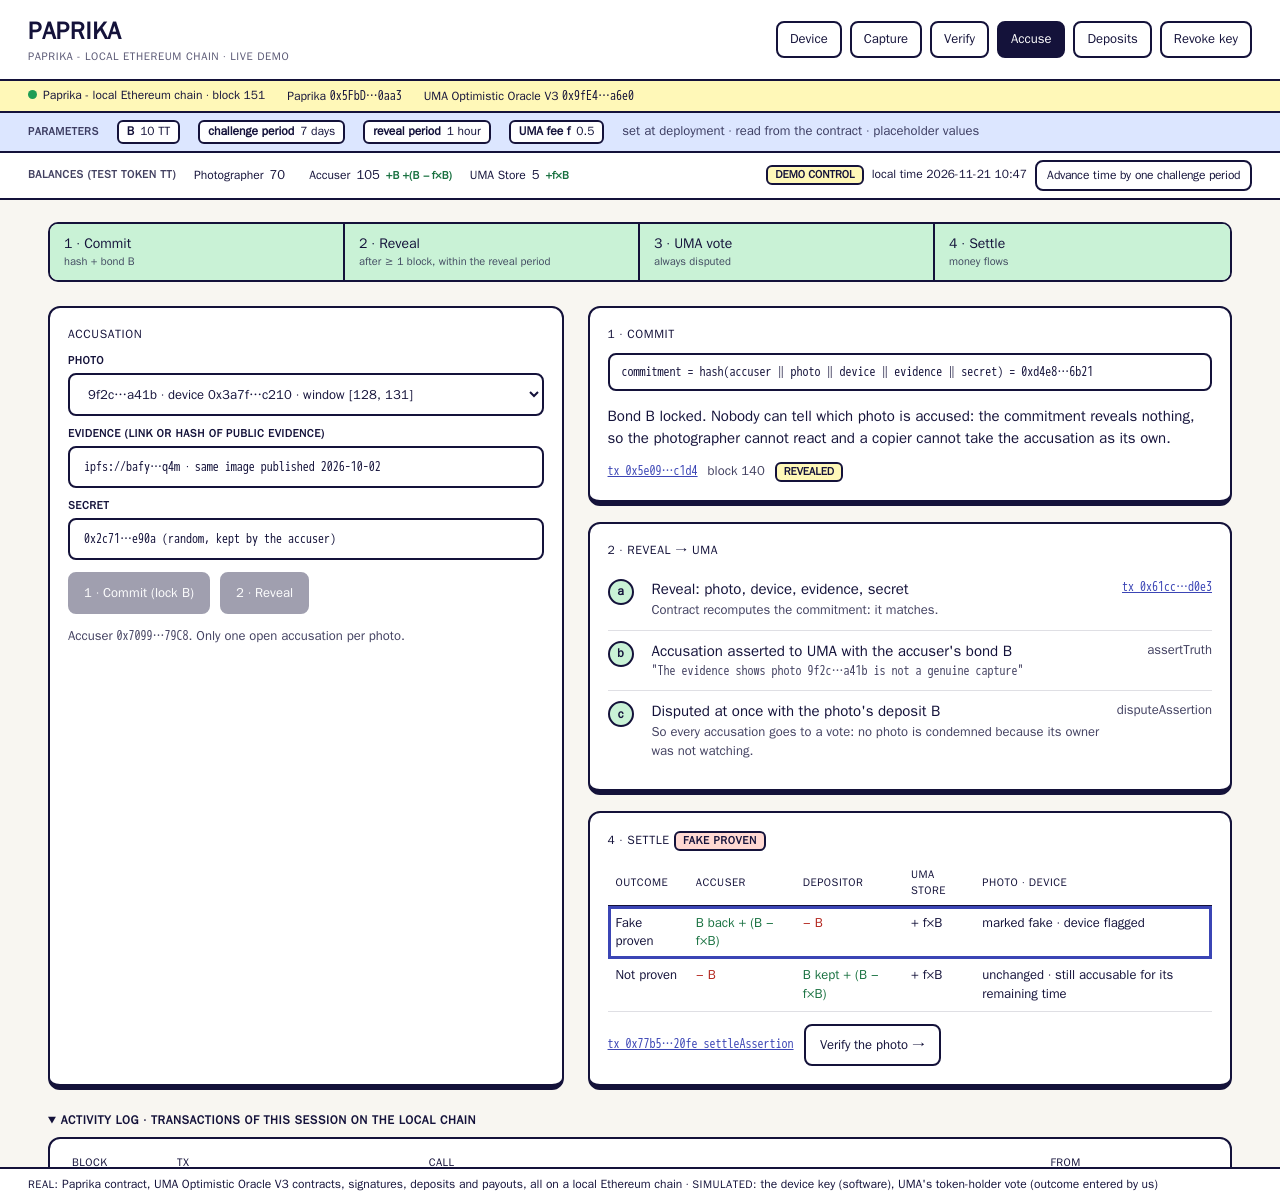 PAPRIKA
PAPRIKA - LOCAL ETHEREUM CHAIN · LIVE DEMO
Device
Capture
Verify
Accuse
Deposits
Revoke key
Paprika - local Ethereum chain · block 151
Paprika 0x5FbD···0aa3
UMA Optimistic Oracle V3 0x9fE4···a6e0
PARAMETERS
B 10 TT
challenge period 7 days
reveal period 1 hour
UMA fee f 0.5
set at deployment · read from the contract · placeholder values
BALANCES (TEST TOKEN TT)
Photographer 70
Accuser 105 +B +(B – f×B)
UMA Store 5 +f×B
DEMO CONTROL
local time 2026-11-21 10:47
Advance time by one challenge period
1 · Commit
hash + bond B
2 · Reveal
after ≥ 1 block, within the reveal period
3 · UMA vote
always disputed
4 · Settle
money flows
ACCUSATION
PHOTO
9f2c···a41b · device 0x3a7f···c210 · window [128, 131]
EVIDENCE (LINK OR HASH OF PUBLIC EVIDENCE)
ipfs://bafy···q4m · same image published 2026-10-02
SECRET
0x2c71···e90a (random, kept by the accuser)
1 · Commit (lock B)
2 · Reveal
Accuser 0x7099···79C8. Only one open accusation per photo.
1 · COMMIT
commitment = hash(accuser ‖ photo ‖ device ‖ evidence ‖ secret) = 0xd4e8···6b21
Bond B locked. Nobody can tell which photo is accused: the commitment reveals nothing,
so the photographer cannot react and a copier cannot take the accusation as its own.
tx 0x5e09···c1d4
block 140
REVEALED
2 · REVEAL → UMA
a
Reveal: photo, device, evidence, secret
tx 0x61cc···d0e3
Contract recomputes the commitment: it matches.
b
Accusation asserted to UMA with the accuser's bond B
assertTruth
"The evidence shows photo 9f2c···a41b is not a genuine capture"
c
Disputed at once with the photo's deposit B
disputeAssertion
So every accusation goes to a vote: no photo is condemned because its owner
was not watching.
4 · SETTLE FAKE PROVEN
OUTCOME
ACCUSER
DEPOSITOR
UMA
STORE
PHOTO · DEVICE
Fake
proven
B back + (B –
f×B)
– B
+ f×B
marked fake · device flagged
Not proven
– B
B kept + (B –
f×B)
+ f×B
unchanged · still accusable for its
remaining time
tx 0x77b5···20fe settleAssertion
Verify the photo →
▼ ACTIVITY LOG · TRANSACTIONS OF THIS SESSION ON THE LOCAL CHAIN
BLOCK
TX
CALL
FROM
REAL: Paprika contract, UMA Optimistic Oracle V3 contracts, signatures, deposits and payouts, all on a local Ethereum chain · SIMULATED: the device key (software), UMA's token-holder vote (outcome entered by us)